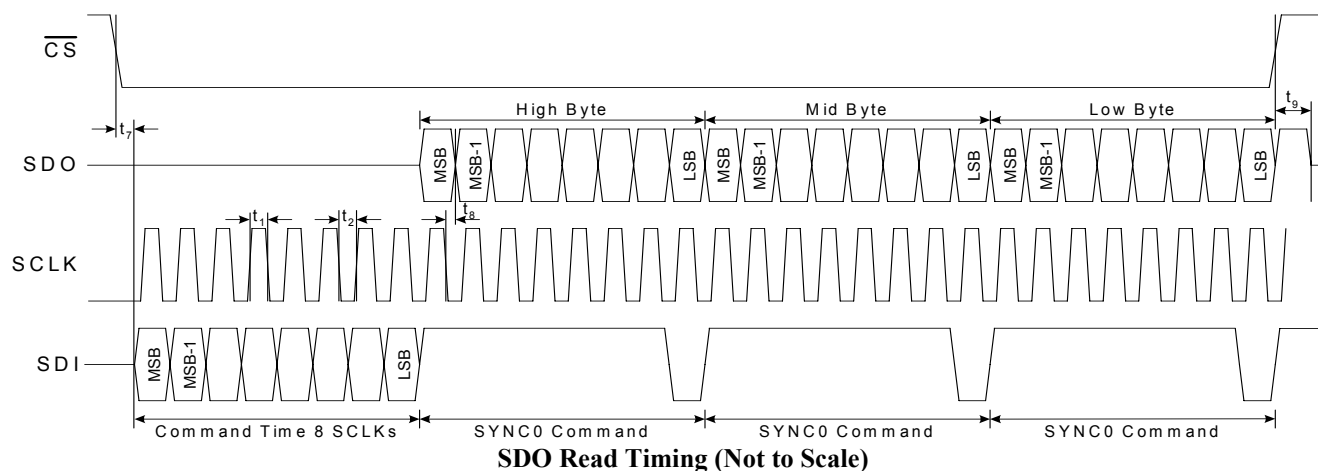 CS
High Byte
Mid Byte
Low Byte
t7
t9
SDO
MSB
MSB-1
LSB
MSB
MSB-1
LSB
MSB
MSB-1
LSB
t8
t1
t2
SCLK
SDI
MSB
MSB-1
LSB
Command Time 8 SCLKs
SYNC0 Command
SYNC0 Command
SYNC0 Command
SDO Read Timing (Not to Scale)